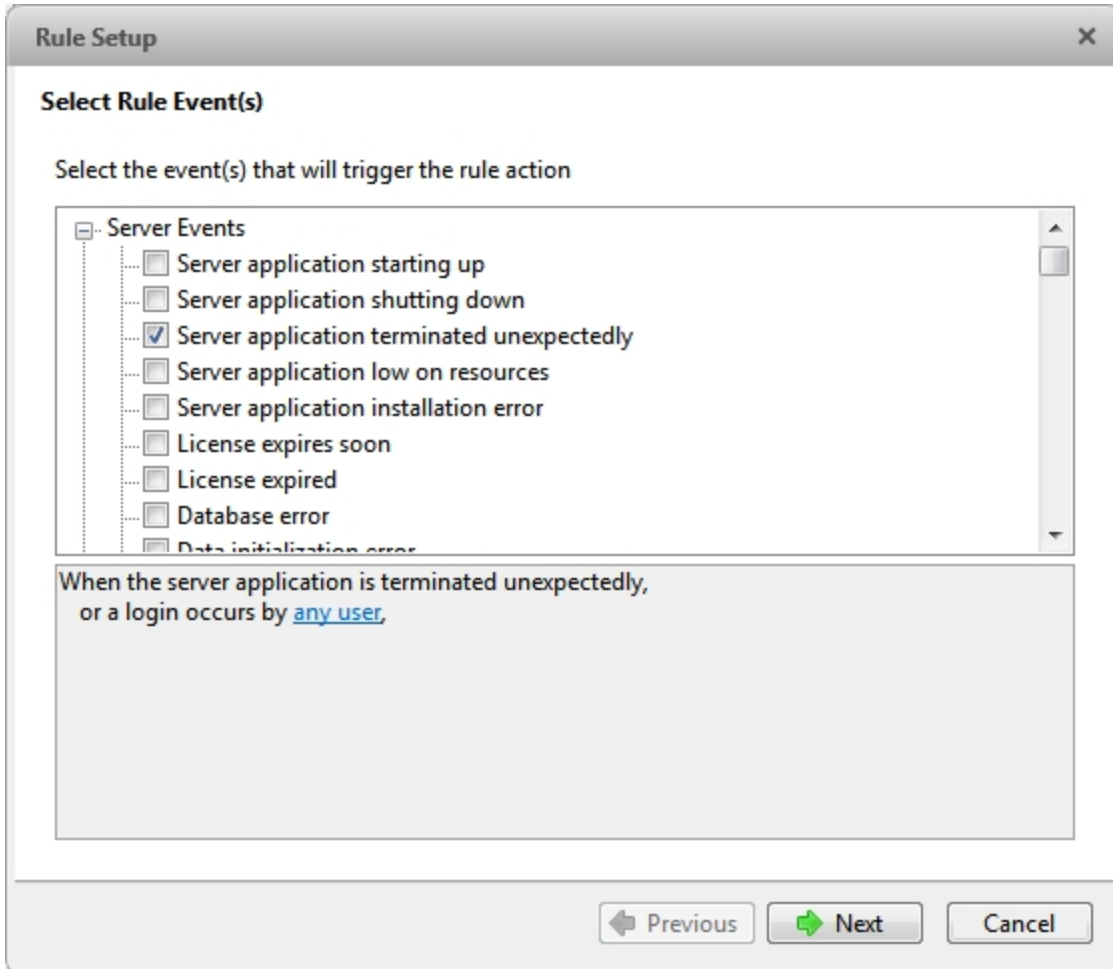 Rule Setup
Select Rule Event(s)
Select the event(s) that will trigger the rule action
Server Events
Server application starting up
Server application shutting down
Server application terminated unexpectedly
Server application low on resources
Server application installation error
License expires soon
License expired
Database error
Data initialization error
When the server application is terminated unexpectedly,
or a login occurs by any user,
Previous
Next
Cancel